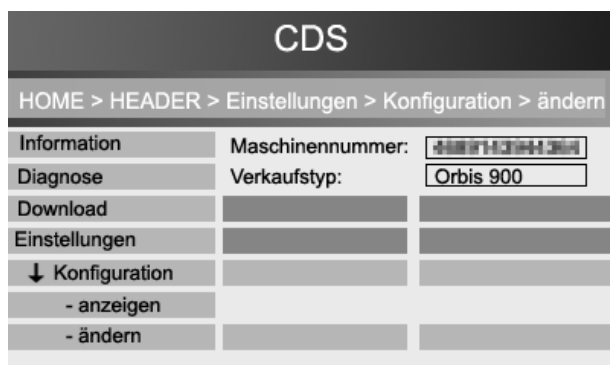 CDS
HOME > HEADER > Einstellungen > Konfiguration > ändern
Information
Maschinennummer:
Diagnose
Verkaufstyp: Orbis 900
Download
Einstellungen
↓ Konfiguration
- anzeigen
- ändern